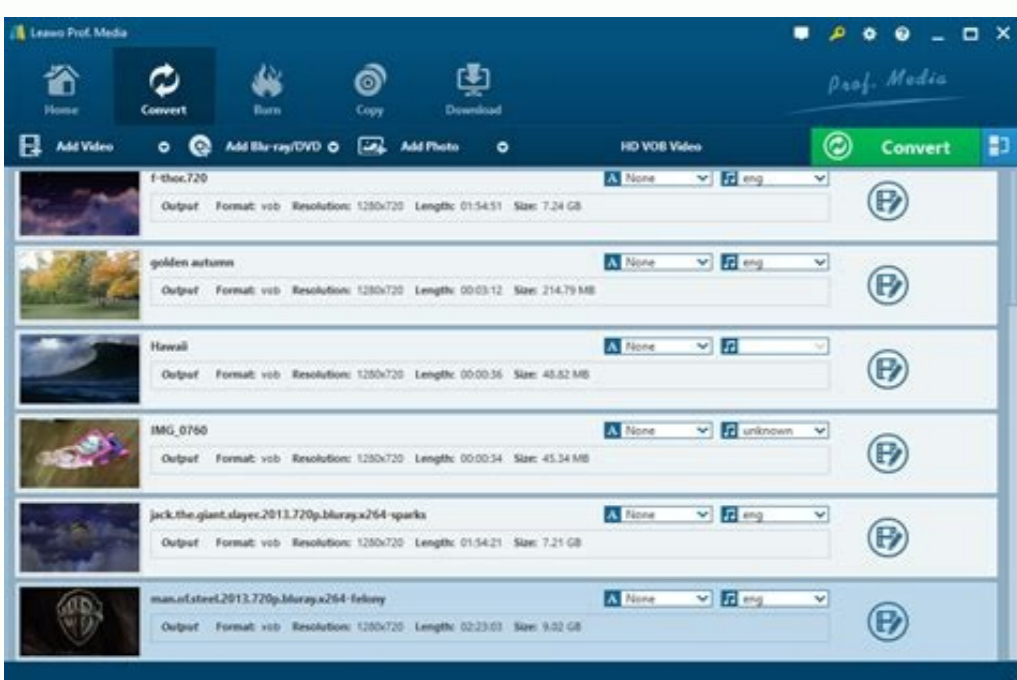 Leawo Prof. Media
Home Convert Burn Copy Download
Prof. Media
Add Video Add Blu-ray/DVD Add Photo HD VOB Video Convert
f-thor.720 A None eng
Output Format: vob Resolution: 1280x720 Length: 01:54:51 Size: 7.24 GB
golden autumn A None eng
Output Format: vob Resolution: 1280x720 Length: 00:03:12 Size: 214.79 MB
Hawaii A None
Output Format: vob Resolution: 1280x720 Length: 00:00:36 Size: 48.82 MB
IMG_0760 A None unknown
Output Format: vob Resolution: 1280x720 Length: 00:00:34 Size: 45.34 MB
jack.the.giant.slayer.2013.720p.bluray.x264-sparks A None eng
Output Format: vob Resolution: 1280x720 Length: 01:54:21 Size: 7.21 GB
man.of.steel.2013.720p.bluray.x264-felony A None eng
Output Format: vob Resolution: 1280x720 Length: 02:23:03 Size: 9.02 GB